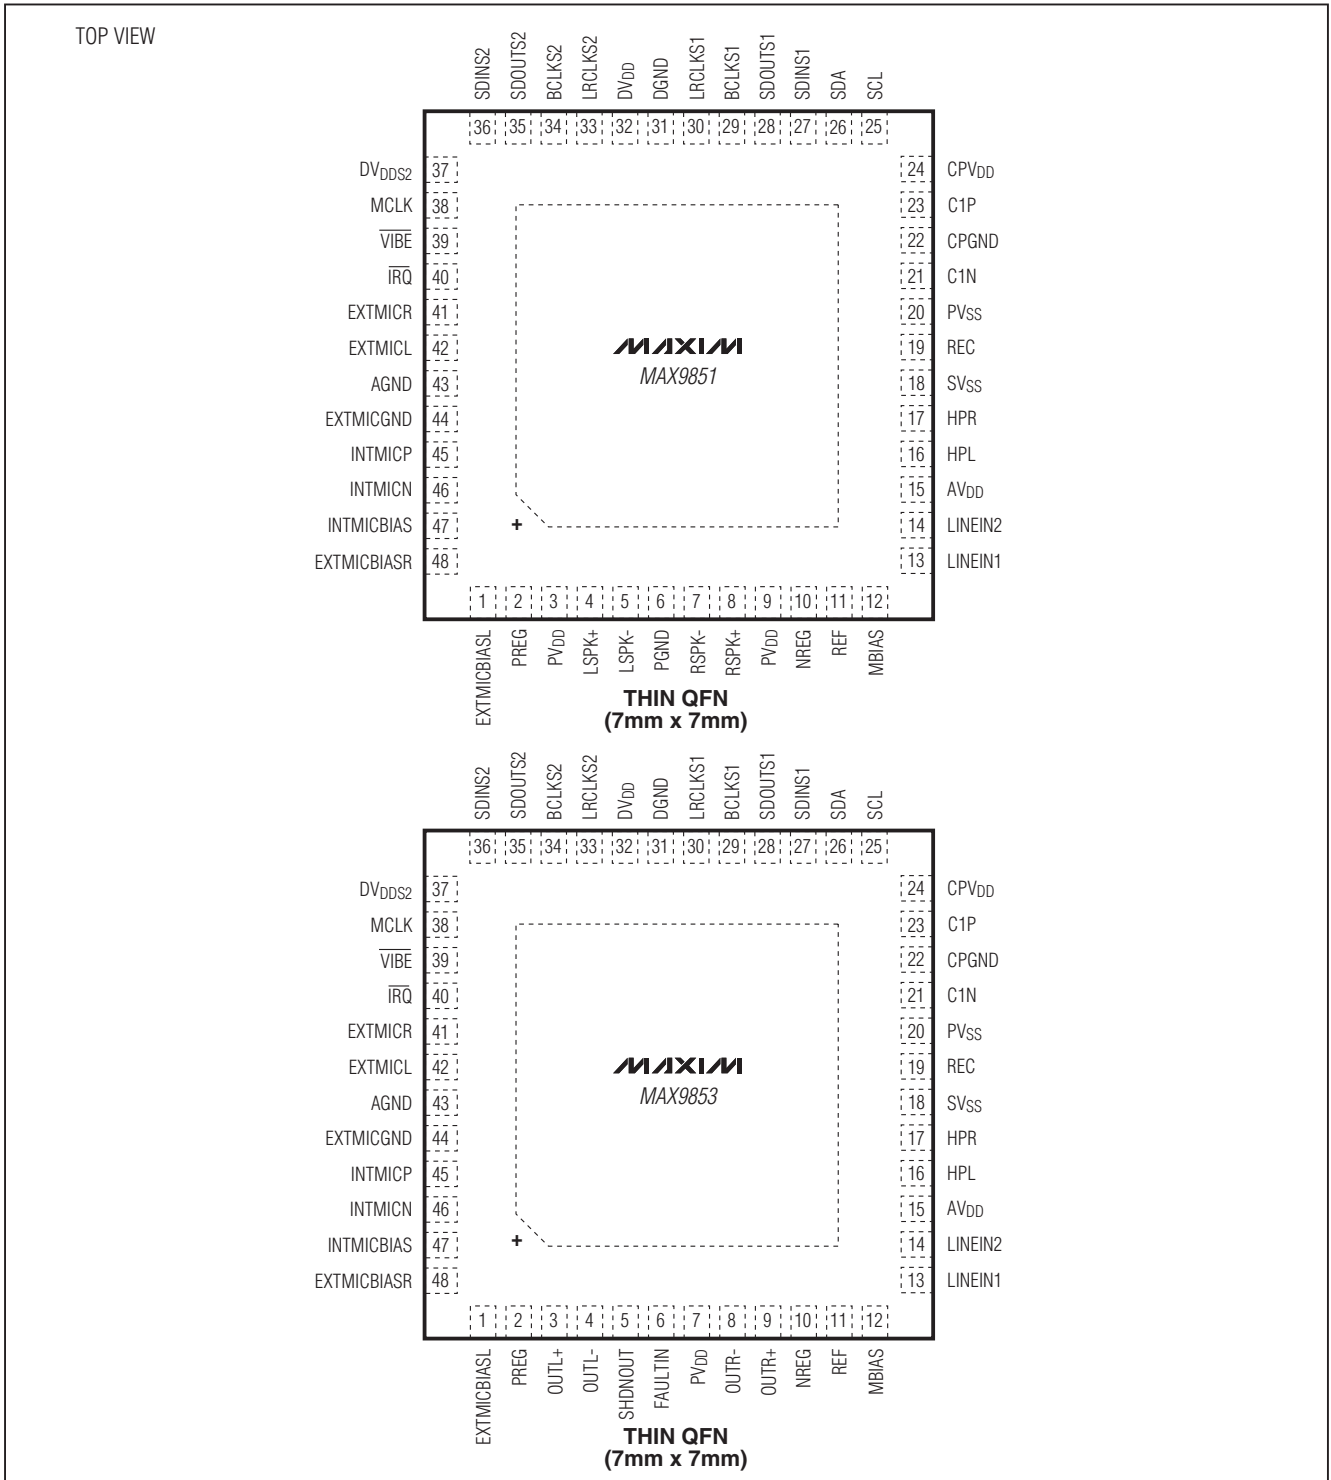 TOP VIEW
SDINS2 SDOUTS2 BCLKS2 LRCLKS2 DVDD DGND LRCLKS1 BCLKS1 SDOUTS1 SDINS1 SDA SCL
36 35 34 33 32 31 30 29 28 27 26 25
DVDDS2 37 24 CPVDD
MCLK 38 23 C1P
VIBE 39 22 CPGND
IRQ 40 21 C1N
EXTMICR 41 20 PVSS
EXTMICL 42 MAXIM 19 REC
AGND 43 MAX9851 18 SVSS
EXTMICGND 44 17 HPR
INTMICP 45 16 HPL
INTMICN 46 15 AVDD
INTMICBIAS 47 + 14 LINEIN2
EXTMICBIASR 48 13 LINEIN1
1 2 3 4 5 6 7 8 9 10 11 12
EXTMICBIASL PREG PVDD LSPK+ LSPK- PGND RSPK- RSPK+ PVDD NREG REF MBIAS
THIN QFN
(7mm x 7mm)
SDINS2 SDOUTS2 BCLKS2 LRCLKS2 DVDD DGND LRCLKS1 BCLKS1 SDOUTS1 SDINS1 SDA SCL
36 35 34 33 32 31 30 29 28 27 26 25
DVDDS2 37 24 CPVDD
MCLK 38 23 C1P
VIBE 39 22 CPGND
IRQ 40 21 C1N
EXTMICR 41 20 PVSS
EXTMICL 42 MAXIM 19 REC
AGND 43 MAX9853 18 SVSS
EXTMICGND 44 17 HPR
INTMICP 45 16 HPL
INTMICN 46 15 AVDD
INTMICBIAS 47 + 14 LINEIN2
EXTMICBIASR 48 13 LINEIN1
1 2 3 4 5 6 7 8 9 10 11 12
EXTMICBIASL PREG OUTL+ OUTL- SHDNOUT FAULTIN PVDD OUTR- OUTR+ NREG REF MBIAS
THIN QFN
(7mm x 7mm)